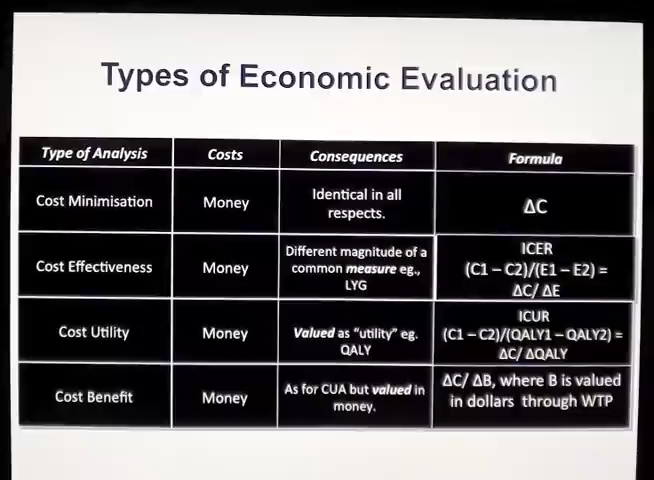 Types of Economic Evaluation
Type of Analysis
Costs
Consequences
Formula
Cost Minimisation
Money
Identical in all
respects.
ΔC
Cost Effectiveness
Money
Different magnitude of a
common measure eg.,
LYG
ICER
(C1 – C2)/(E1 – E2) =
ΔC/ ΔE
Cost Utility
Money
Valued as “utility” eg.
QALY
ICUR
(C1 – C2)/(QALY1 – QALY2) =
ΔC/ ΔQALY
Cost Benefit
Money
As for CUA but valued in
money.
ΔC/ ΔB, where B is valued
in dollars through WTP